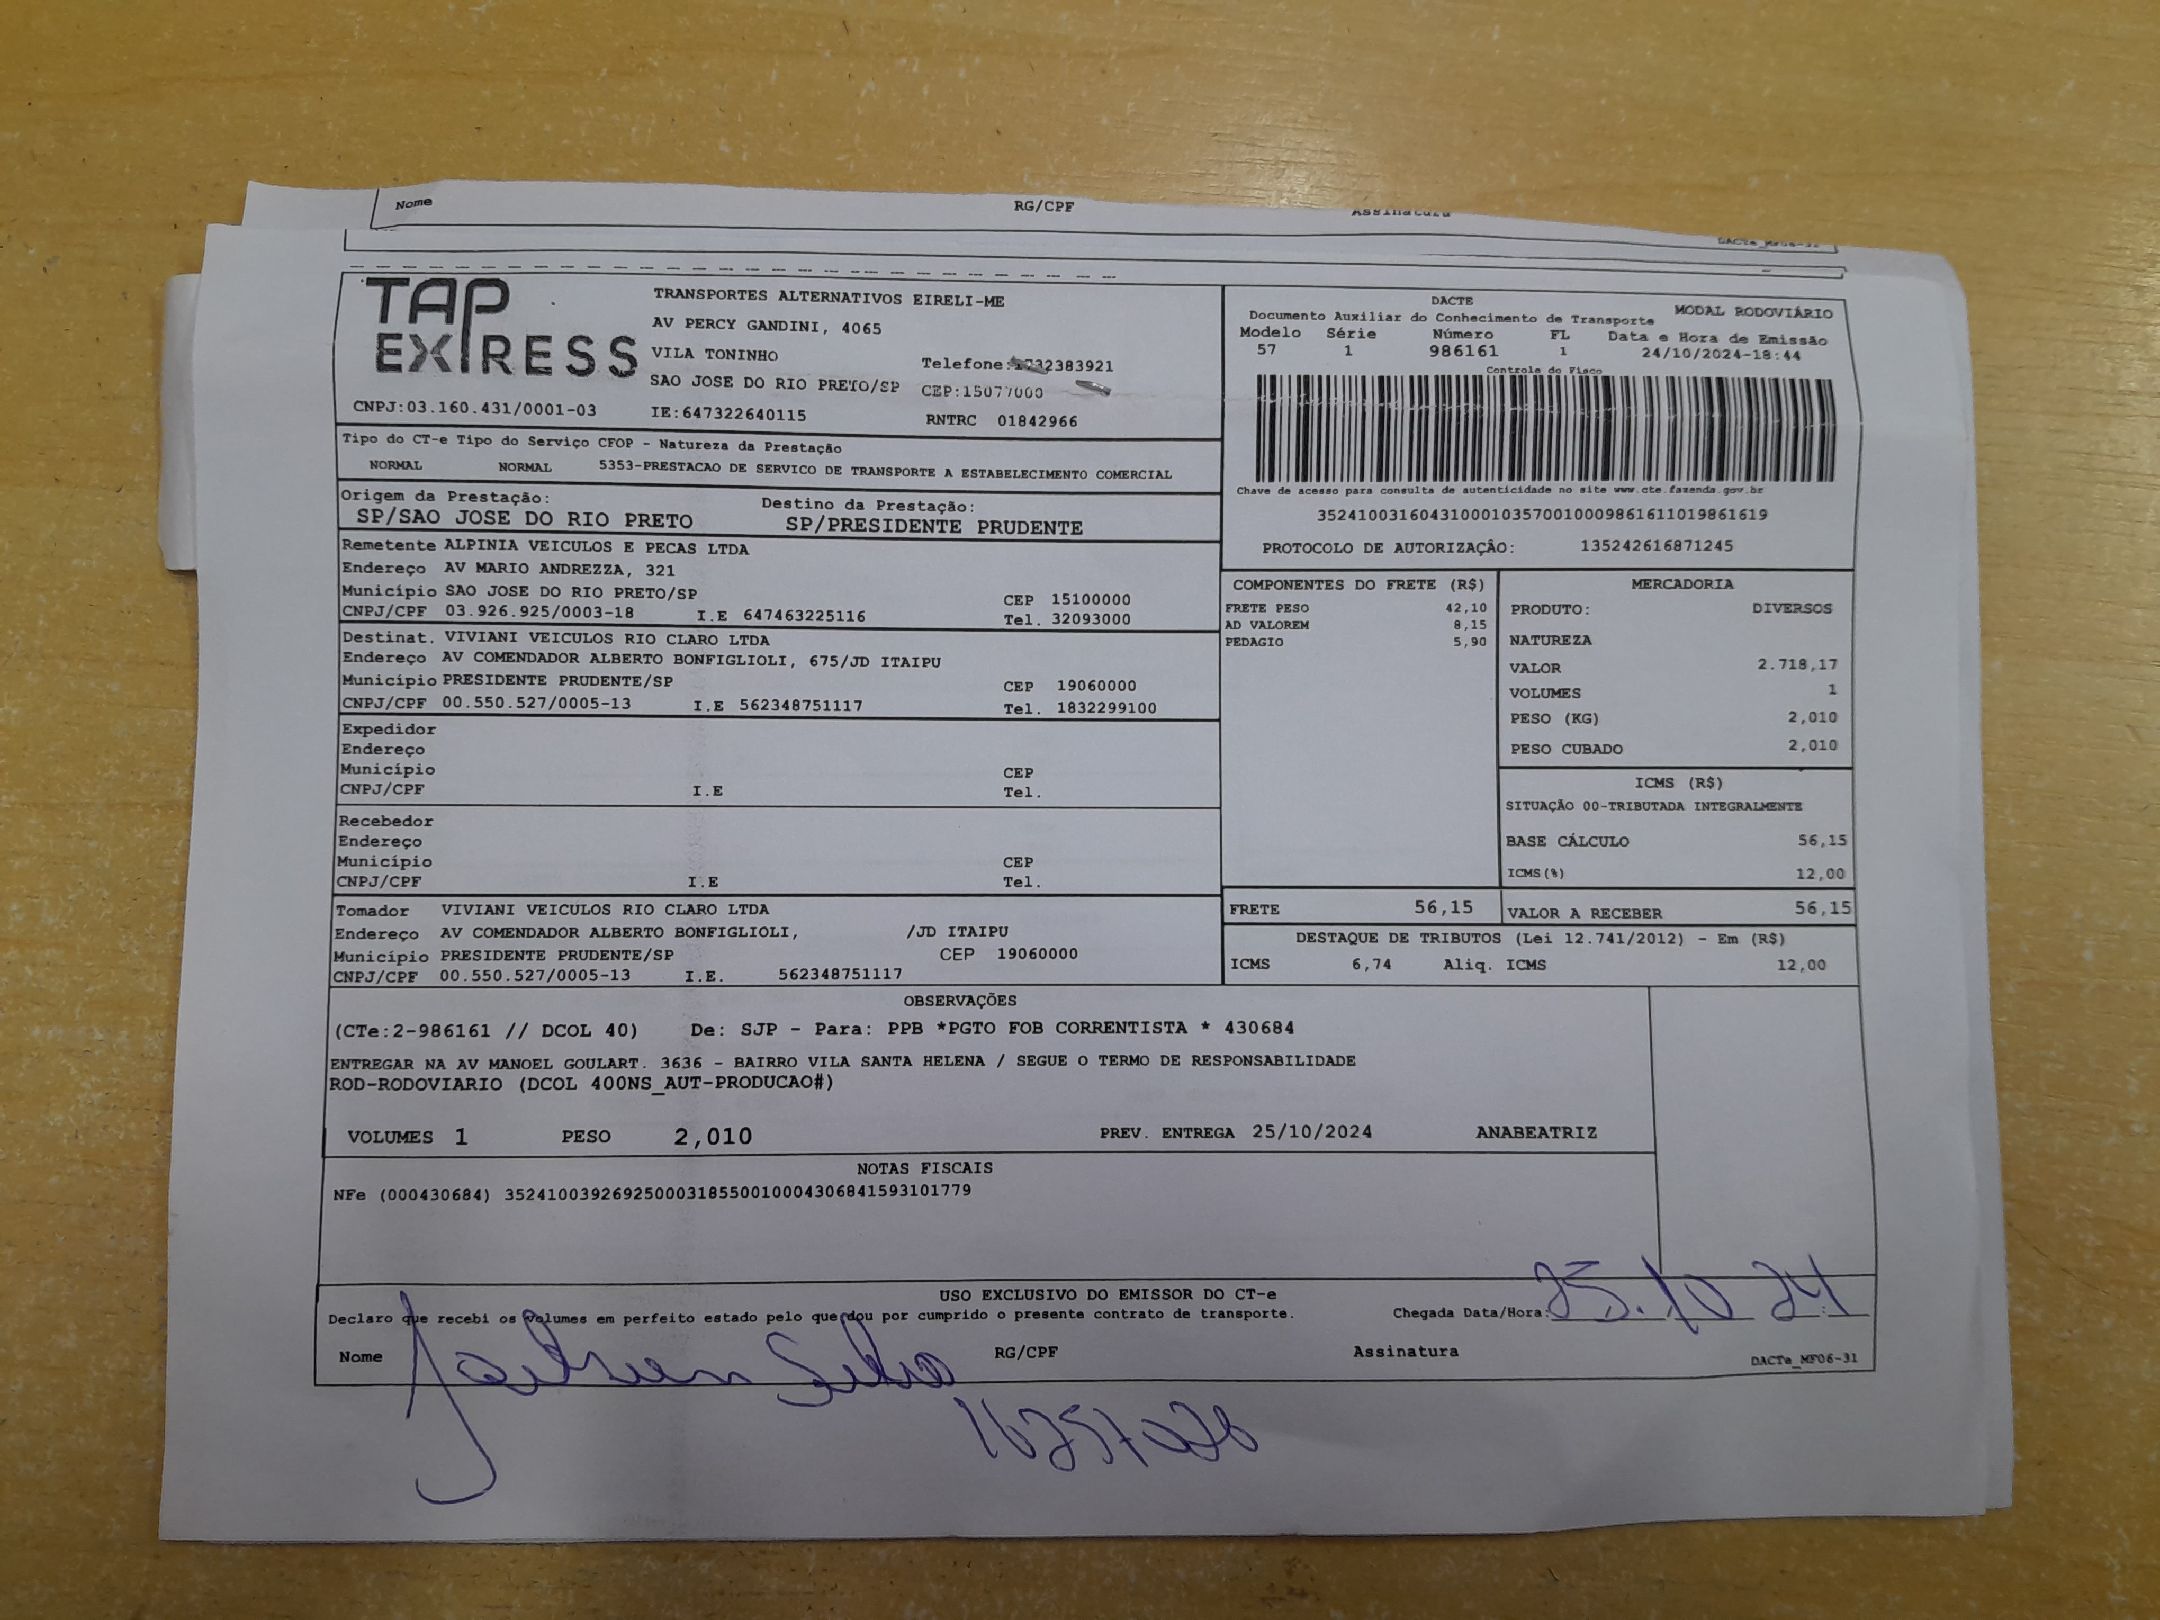 Nome RG/CPF Assinatura
DACTe_MF06-31
TAP EXPRESS
TRANSPORTES ALTERNATIVOS EIRELI-ME
AV PERCY GANDINI, 4065
VILA TONINHO Telefone: 32383921
SAO JOSE DO RIO PRETO/SP CEP:15077000
CNPJ:03.160.431/0001-03 IE:647322640115 RNTRC 01842966
DACTE MODAL RODOVIÁRIO
Documento Auxiliar do Conhecimento de Transporte
Modelo Série Número FL Data e Hora de Emissão
57 1 986161 1 24/10/2024-18:44
Controle do Fisco
Chave de acesso para consulta de autenticidade no site www.cte.fazenda.gov.br
35241003160431000103570010009861611019861619
PROTOCOLO DE AUTORIZAÇÂO: 135242616871245
Tipo do CT-e Tipo do Serviço CFOP - Natureza da Prestação
NORMAL NORMAL 5353-PRESTACAO DE SERVICO DE TRANSPORTE A ESTABELECIMENTO COMERCIAL
Origem da Prestação: Destino da Prestação:
SP/SAO JOSE DO RIO PRETO SP/PRESIDENTE PRUDENTE
Remetente ALPINIA VEICULOS E PECAS LTDA
Endereço AV MARIO ANDREZZA, 321
Município SAO JOSE DO RIO PRETO/SP CEP 15100000
CNPJ/CPF 03.926.925/0003-18 I.E 647463225116 Tel. 32093000
Destinat. VIVIANI VEICULOS RIO CLARO LTDA
Endereço AV COMENDADOR ALBERTO BONFIGLIOLI, 675/JD ITAIPU
Município PRESIDENTE PRUDENTE/SP CEP 19060000
CNPJ/CPF 00.550.527/0005-13 I.E 562348751117 Tel. 1832299100
Expedidor
Endereço
Município CEP
CNPJ/CPF I.E Tel.
Recebedor
Endereço
Município CEP
CNPJ/CPF I.E Tel.
Tomador VIVIANI VEICULOS RIO CLARO LTDA
Endereço AV COMENDADOR ALBERTO BONFIGLIOLI, /JD ITAIPU
Município PRESIDENTE PRUDENTE/SP CEP 19060000
CNPJ/CPF 00.550.527/0005-13 I.E. 562348751117
COMPONENTES DO FRETE (R$)
FRETE PESO 42,10
AD VALOREM 8,15
PEDAGIO 5,90
MERCADORIA
PRODUTO: DIVERSOS
NATUREZA
VALOR 2.718,17
VOLUMES 1
PESO (KG) 2,010
PESO CUBADO 2,010
ICMS (R$)
SITUAÇÃO 00-TRIBUTADA INTEGRALMENTE
BASE CÁLCULO 56,15
ICMS(%) 12,00
FRETE 56,15 VALOR A RECEBER 56,15
DESTAQUE DE TRIBUTOS (Lei 12.741/2012) - Em (R$)
ICMS 6,74 Aliq. ICMS 12,00
OBSERVAÇÕES
(CTe:2-986161 // DCOL 40) De: SJP - Para: PPB *PGTO FOB CORRENTISTA * 430684
ENTREGAR NA AV MANOEL GOULART. 3636 - BAIRRO VILA SANTA HELENA / SEGUE O TERMO DE RESPONSABILIDADE
ROD-RODOVIARIO (DCOL 400NS_AUT-PRODUCAO#)
VOLUMES 1 PESO 2,010 PREV. ENTREGA 25/10/2024 ANABEATRIZ
NOTAS FISCAIS
NFe (000430684) 35241003926925000318550010004306841593101779
USO EXCLUSIVO DO EMISSOR DO CT-e
Declaro que recebi os volumes em perfeito estado pelo que dou por cumprido o presente contrato de transporte. Chegada Data/Hora: 25.10 24
Nome RG/CPF Assinatura DACTe_MF06-31